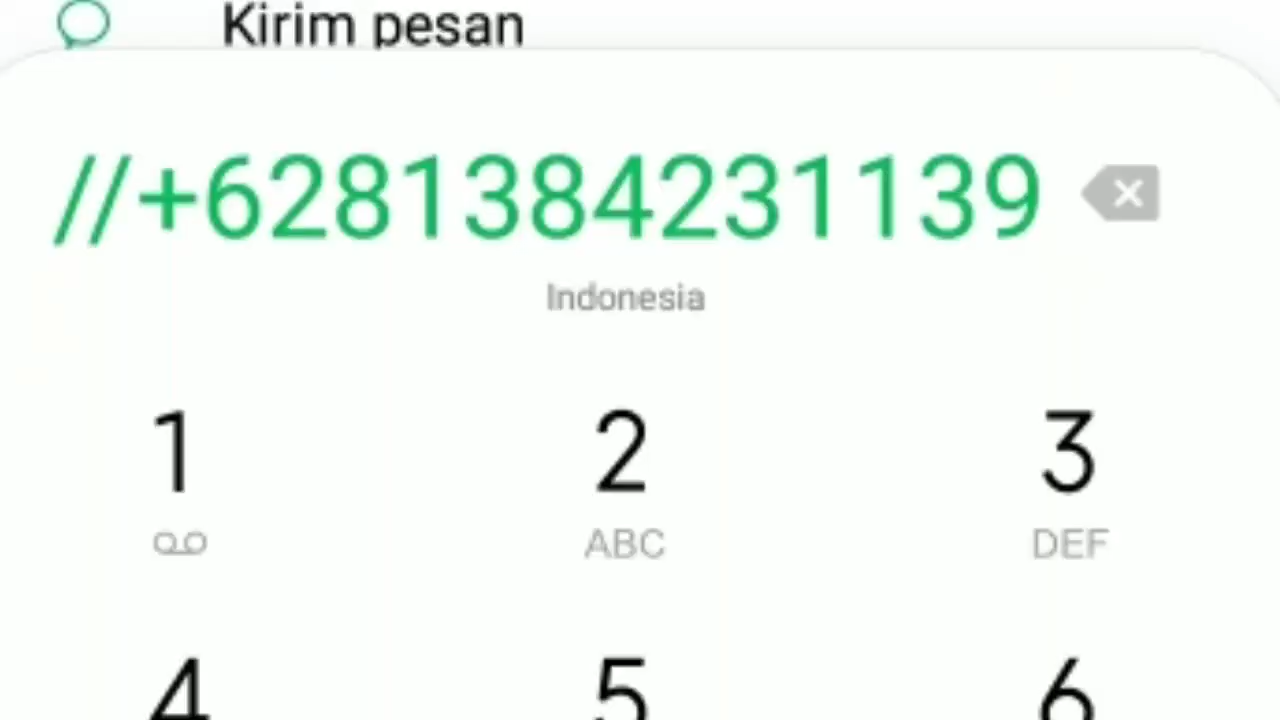 Kirim pesan
//+6281384231139
Indonesia
1 2 3
ABC DEF
4 5 6